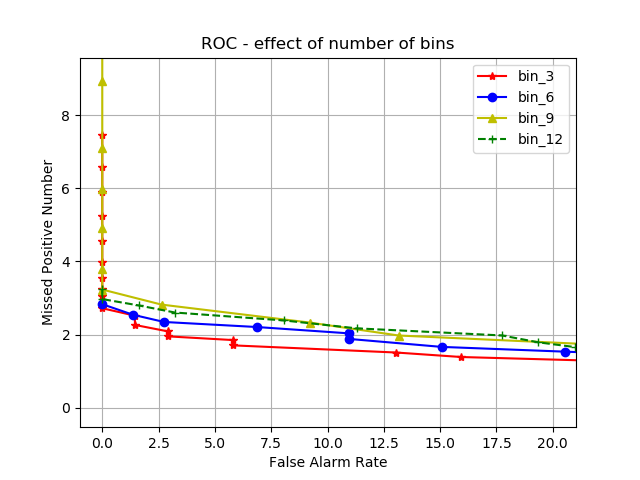 ROC - effect of number of bins
bin_3
bin_6
bin_9
bin_12
Missed Positive Number
8
6
4
2
0
0.0 2.5 5.0 7.5 10.0 12.5 15.0 17.5 20.0
False Alarm Rate